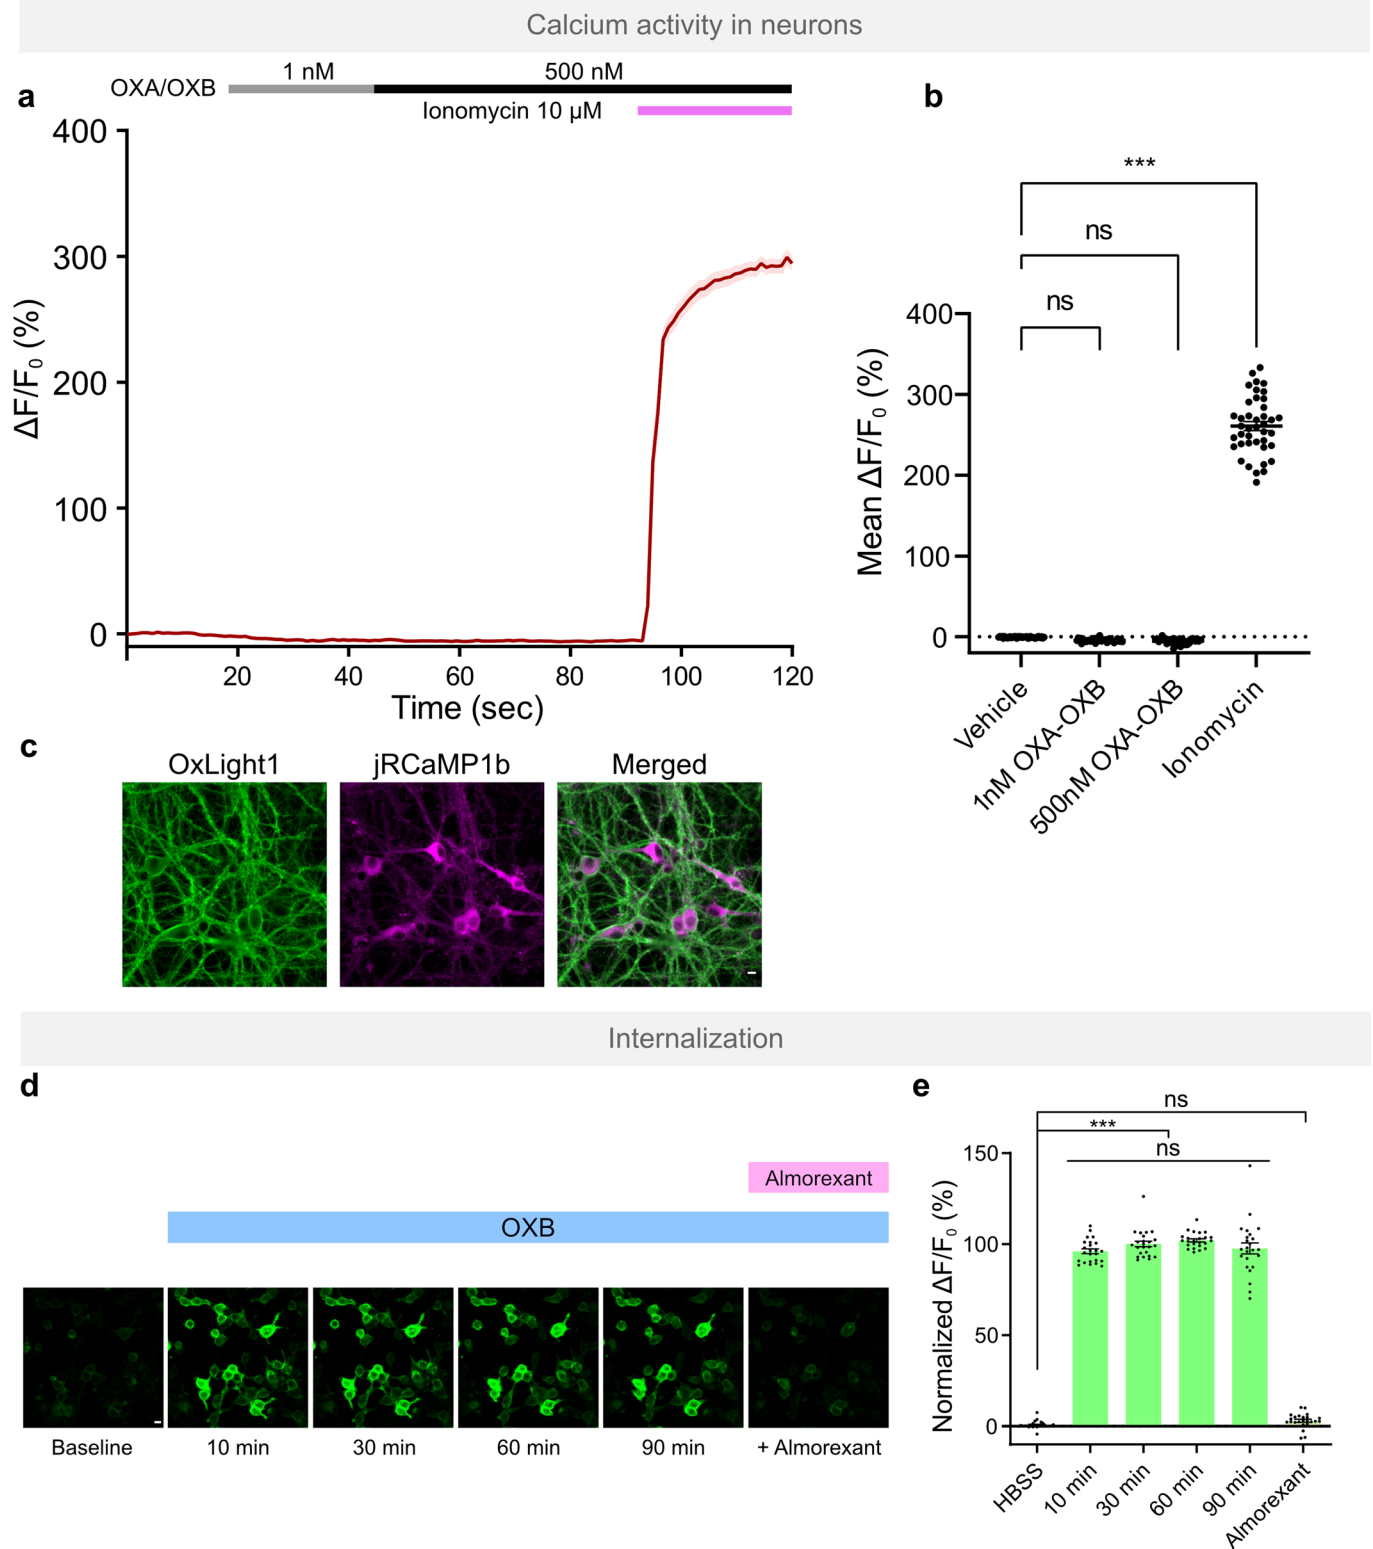 Calcium activity in neurons
a
OXA/OXB
1 nM
500 nM
Ionomycin 10 µM
ΔF/F0 (%)
400
300
200
100
0
20
40
60
80
100
120
Time (sec)
b
***
ns
ns
Mean ΔF/F0 (%)
400
300
200
100
0
Vehicle
1nM OXA-OXB
500nM OXA-OXB
Ionomycin
c
OxLight1
jRCaMP1b
Merged
Internalization
d
Almorexant
OXB
Baseline
10 min
30 min
60 min
90 min
+ Almorexant
e
ns
***
ns
Normalized ΔF/F0 (%)
150
100
50
0
HBSS
10 min
30 min
60 min
90 min
Almorexant